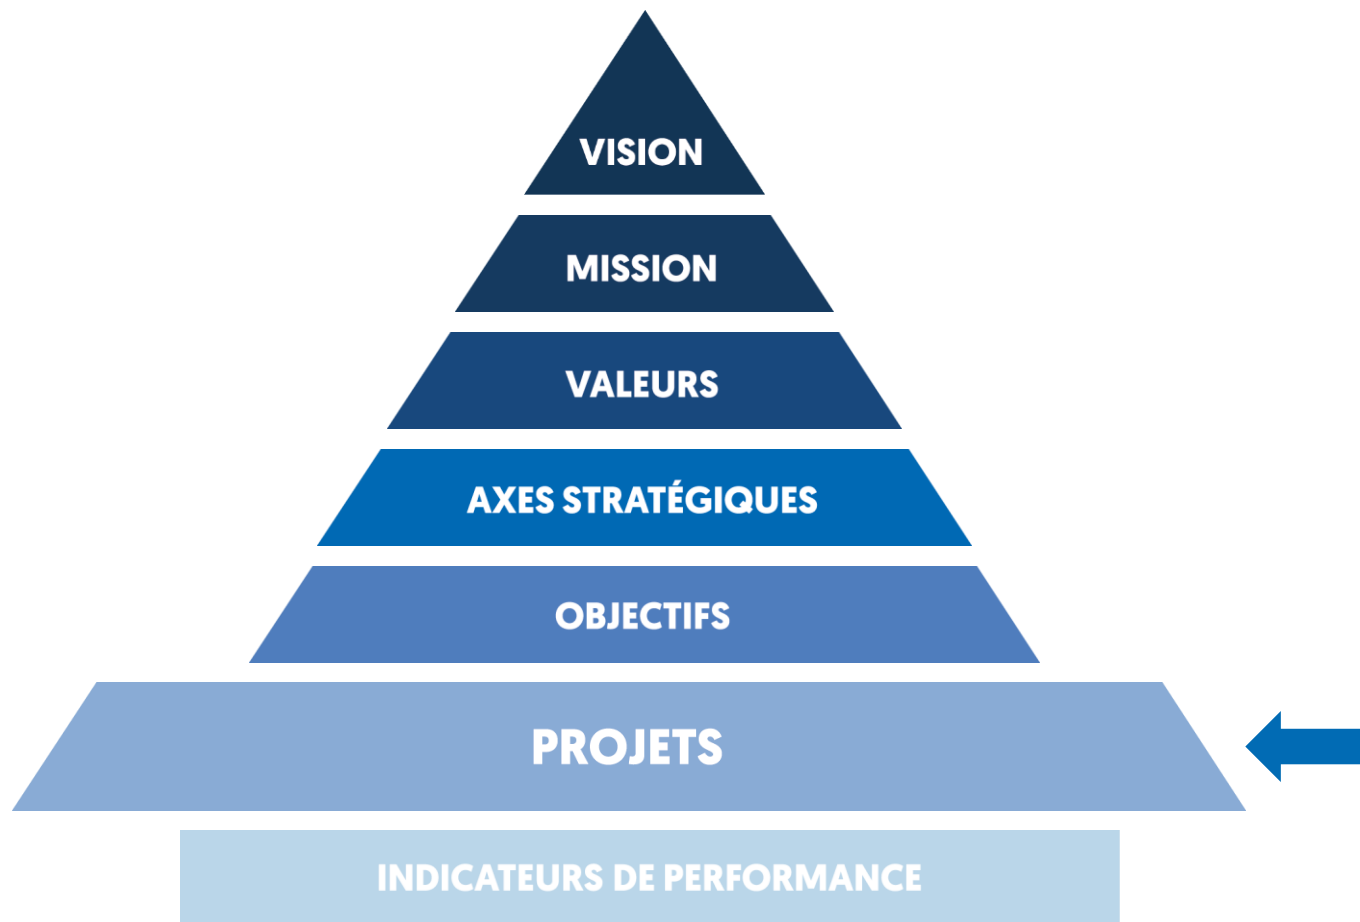 VISION
MISSION
VALEURS
AXES STRATÉGIQUES
OBJECTIFS
PROJETS
INDICATEURS DE PERFORMANCE